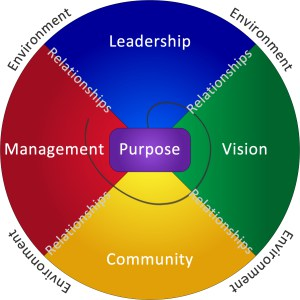 Environment
Environment
Leadership
Relationships
Relationships
Management
Purpose
Vision
Relationships
Relationships
Community
Environment
Environment